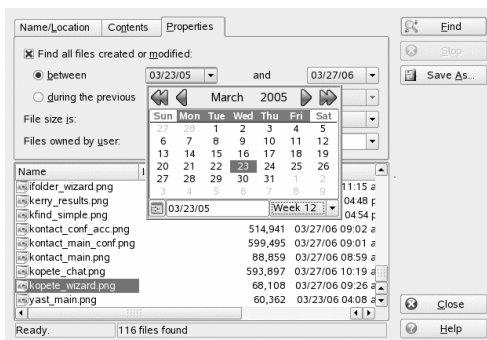 Name/Location Contents Properties
Find
Find all files created or modified:
Stop
between 03/23/05 and 03/27/06
Save As...
during the previous
March 2005
File size is:
Sun Mon Tue Wed Thu Fri Sat
27 28 1 2 3 4 5
Files owned by user:
6 7 8 9 10 11 12
13 14 15 16 17 18 19
20 21 22 23 24 25 26
27 28 29 30 31 1 2
3 4 5 6 7 8 9
03/23/05 Week 12
Name
ifolder_wizard.png 11:15 a
kerry_results.png 04:48 p
kfind_simple.png 04:54 p
kontact_conf_acc.png 514,941 03/27/06 09:02 a
kontact_main_conf.png 599,495 03/27/06 09:01 a
kontact_main.png 88,859 03/27/06 08:59 a
kopete_chat.png 593,897 03/27/06 10:19 a
kopete_wizard.png 68,108 03/27/06 09:26 a
yast_main.png 60,362 03/23/06 04:08 a
Close
Ready. 116 files found
Help